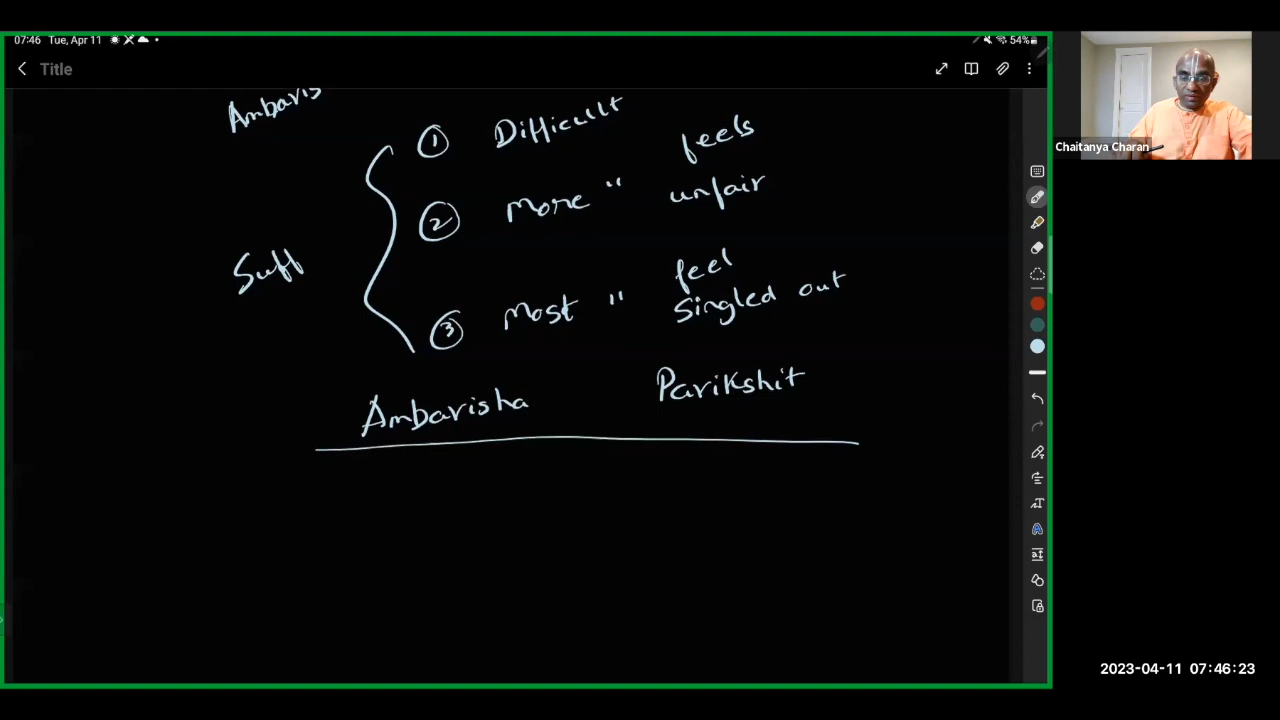 07:46 Tue, Apr 11
54%
Title
Chaitanya Charan
Ambaris
① Difficult
② More " feels unfair
Suff
③ Most " feel singled out
Ambarisha Parikshit
2023-04-11 07:46:23